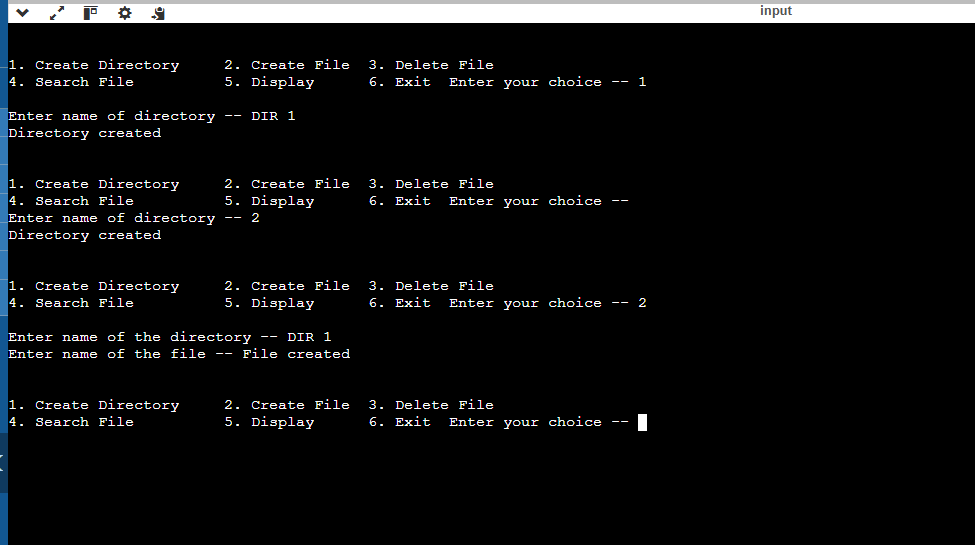 input
1. Create Directory     2. Create File  3. Delete File
4. Search File          5. Display      6. Exit  Enter your choice -- 1
Enter name of directory -- DIR 1
Directory created
1. Create Directory     2. Create File  3. Delete File
4. Search File          5. Display      6. Exit  Enter your choice --
Enter name of directory -- 2
Directory created
1. Create Directory     2. Create File  3. Delete File
4. Search File          5. Display      6. Exit  Enter your choice -- 2
Enter name of the directory -- DIR 1
Enter name of the file -- File created
1. Create Directory     2. Create File  3. Delete File
4. Search File          5. Display      6. Exit  Enter your choice --